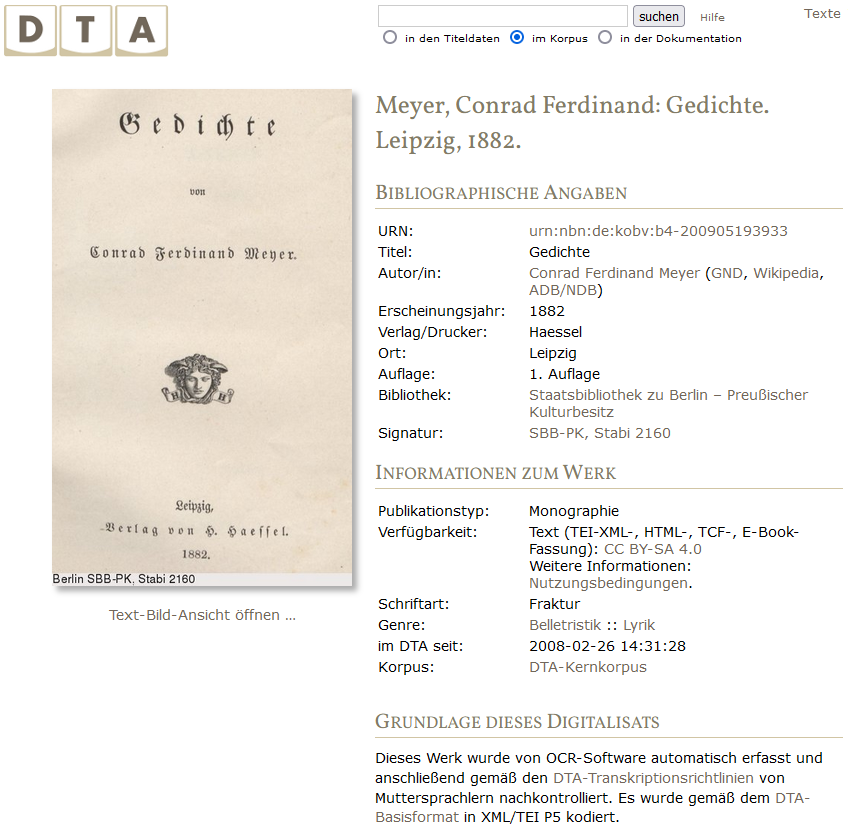 DTA
suchen Hilfe Texte
in den Titeldaten im Korpus in der Dokumentation
Gedichte
von
Conrad Ferdinand Meyer.
H H
Leipzig,
Verlag von H. Haessel.
1882.
Berlin SBB-PK, Stabi 2160
Text-Bild-Ansicht öffnen ...
Meyer, Conrad Ferdinand: Gedichte.
Leipzig, 1882.
Bibliographische Angaben
URN: urn:nbn:de:kobv:b4-200905193933
Titel: Gedichte
Autor/in: Conrad Ferdinand Meyer (GND, Wikipedia,
ADB/NDB)
Erscheinungsjahr: 1882
Verlag/Drucker: Haessel
Ort: Leipzig
Auflage: 1. Auflage
Bibliothek: Staatsbibliothek zu Berlin – Preußischer
Kulturbesitz
Signatur: SBB-PK, Stabi 2160
Informationen zum Werk
Publikationstyp: Monographie
Verfügbarkeit: Text (TEI-XML-, HTML-, TCF-, E-Book-
Fassung): CC BY-SA 4.0
Weitere Informationen:
Nutzungsbedingungen.
Schriftart: Fraktur
Genre: Belletristik :: Lyrik
im DTA seit: 2008-02-26 14:31:28
Korpus: DTA-Kernkorpus
Grundlage dieses Digitalisats
Dieses Werk wurde von OCR-Software automatisch erfasst und
anschließend gemäß den DTA-Transkriptionsrichtlinien von
Muttersprachlern nachkontrolliert. Es wurde gemäß dem DTA-
Basisformat in XML/TEI P5 kodiert.